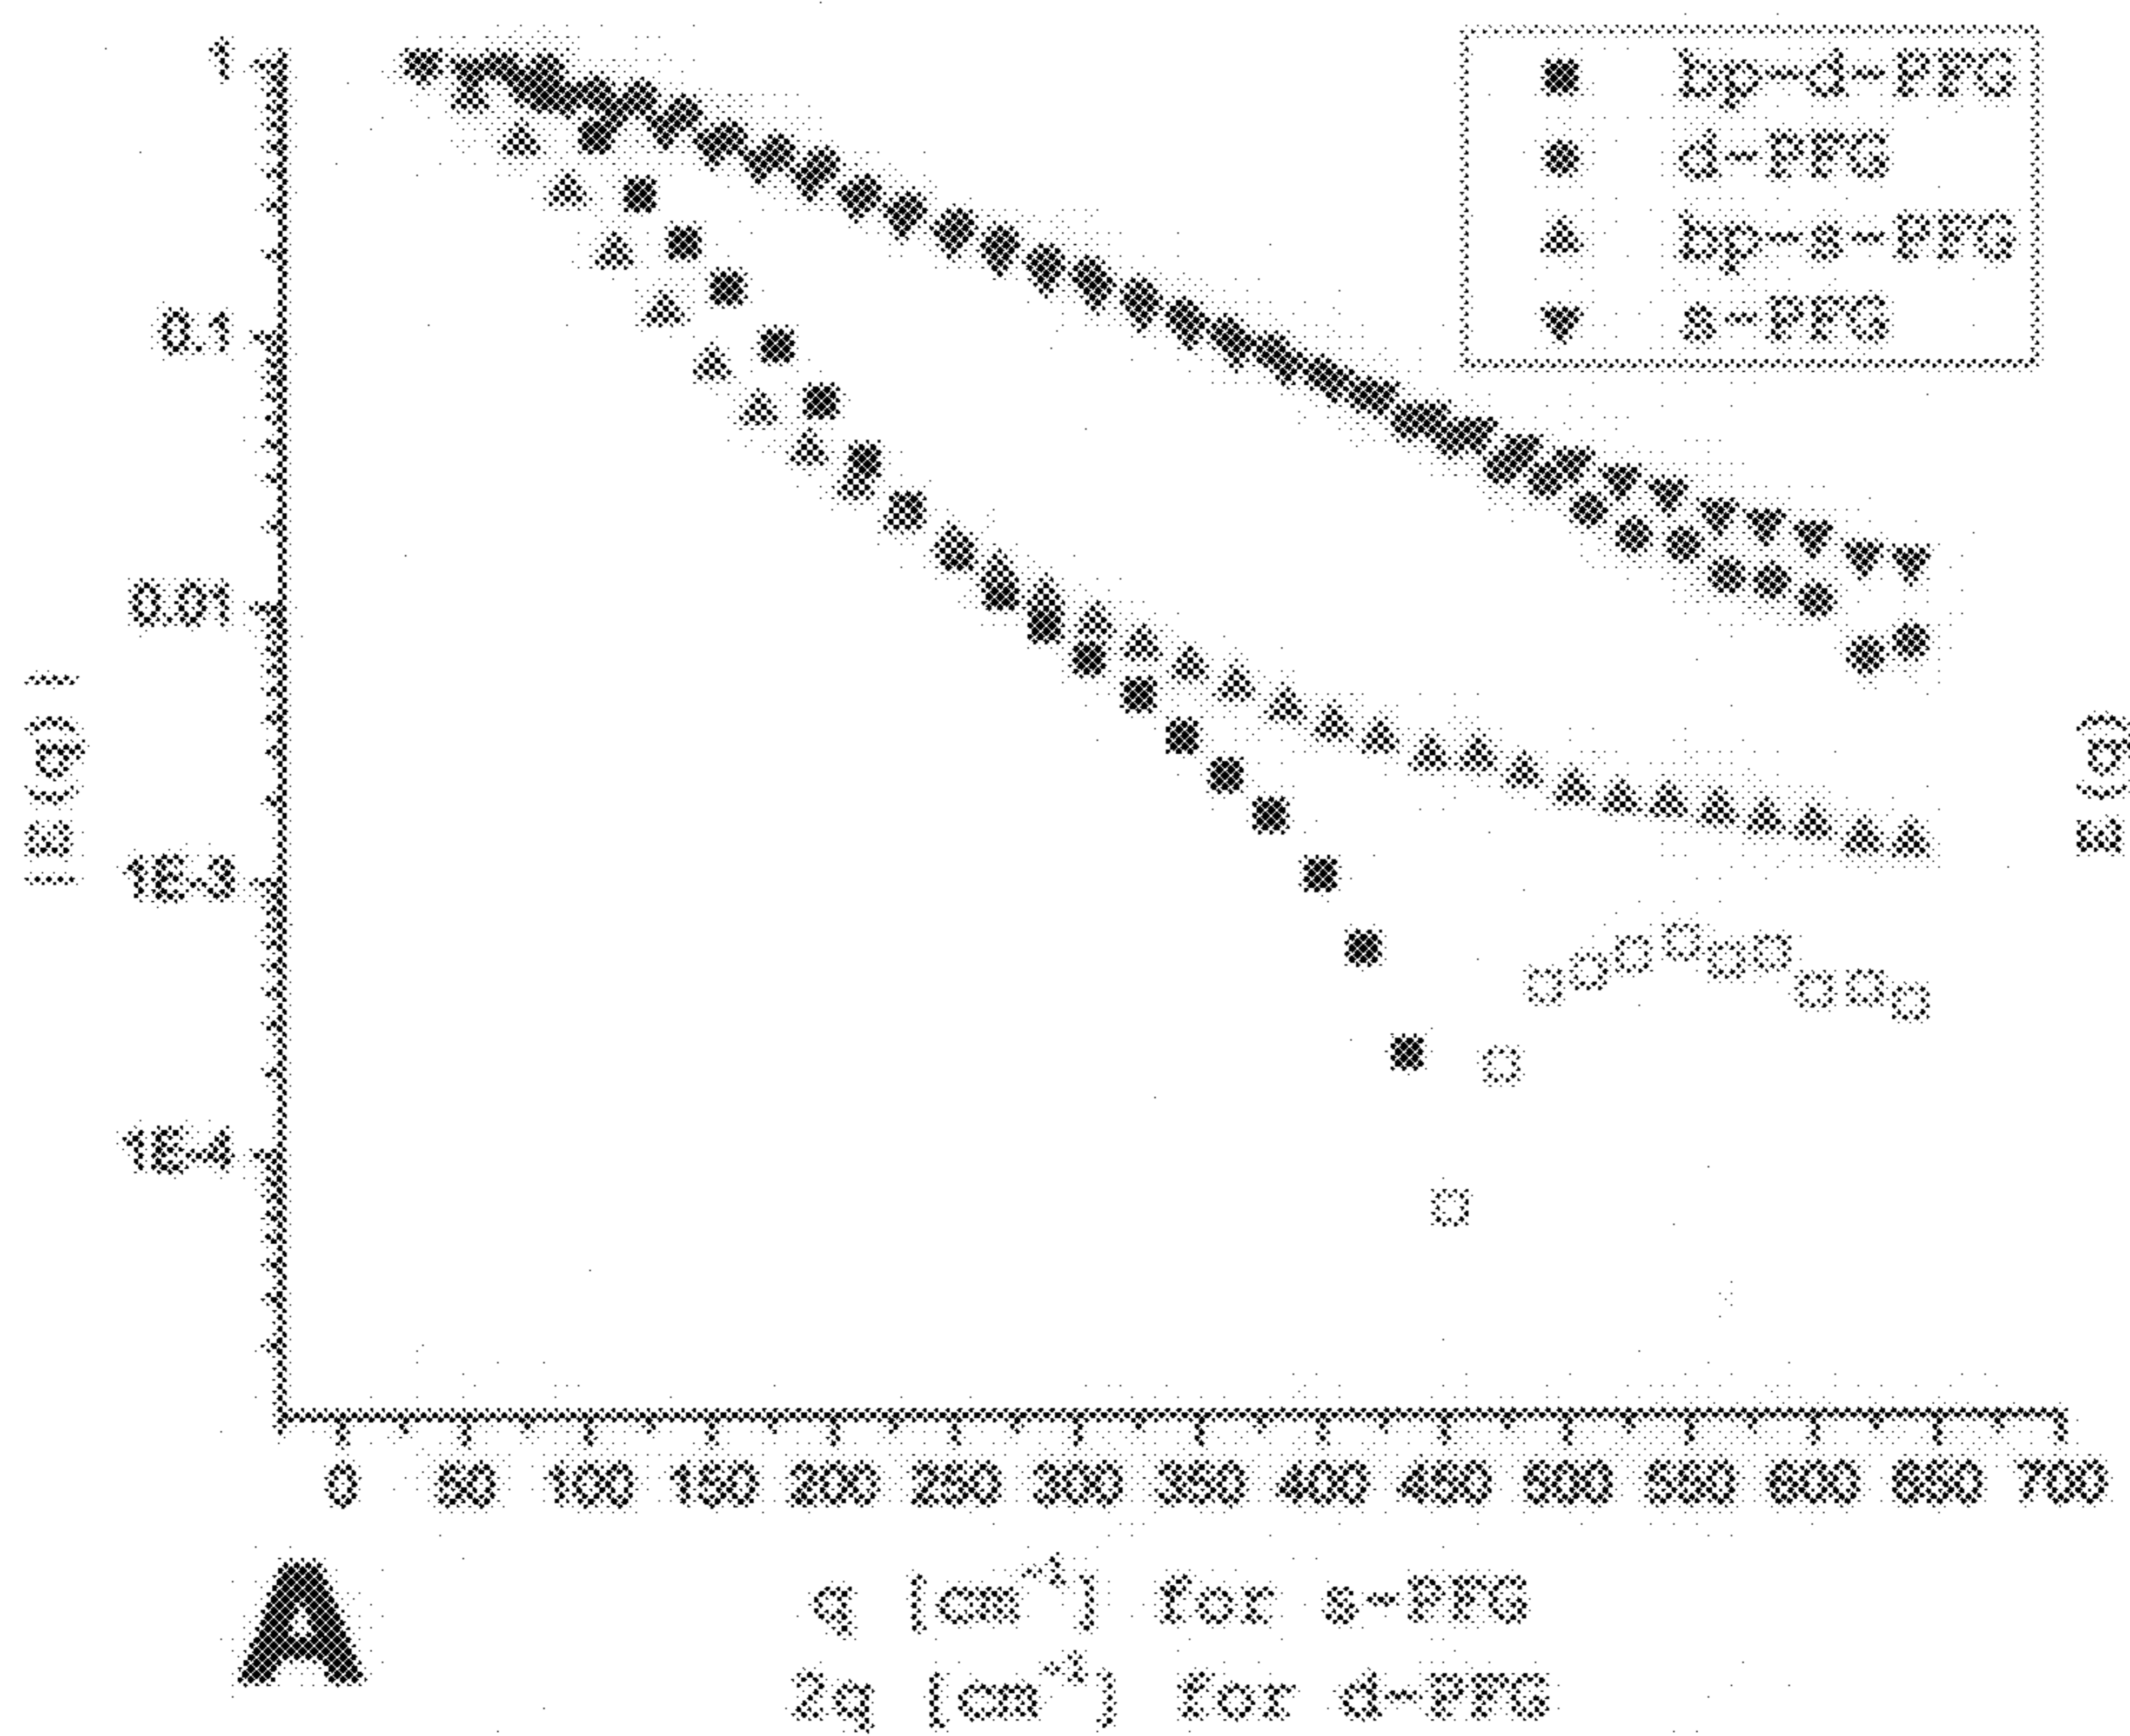 1
0.1
0.01
1E-3
1E-4
|E(q)|
E(q)
bp-d-PFG
d-PFG
bp-s-PFG
s-PFG
0 50 100 150 200 250 300 350 400 450 500 550 600 650 700
q [cm⁻¹] for s-PFG
2q [cm⁻¹] for d-PFG
A